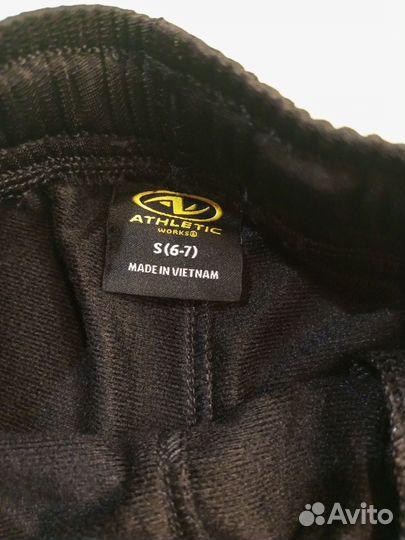 ATHLETIC
WORKS®
S (6-7)
MADE IN VIETNAM
Avito